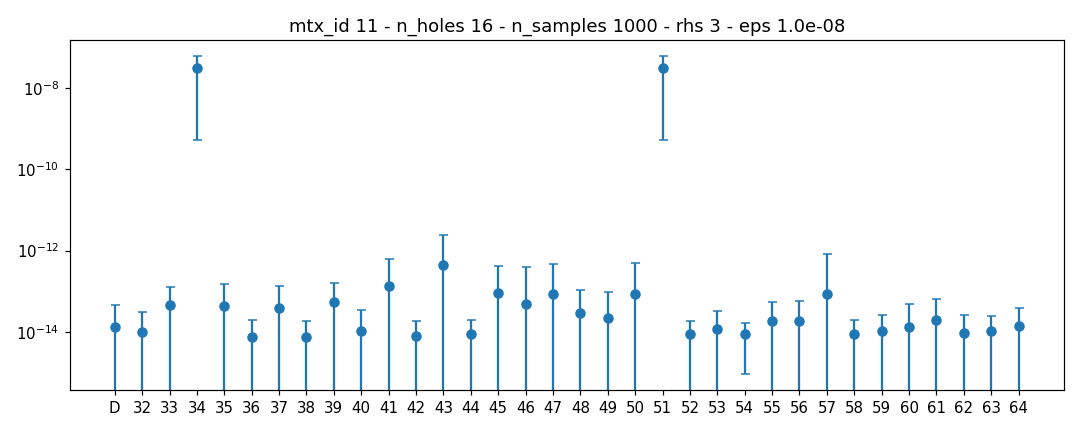 mtx_id 11 - n_holes 16 - n_samples 1000 - rhs 3 - eps 1.0e-08
10⁻⁸
10⁻¹⁰
10⁻¹²
10⁻¹⁴
D 32 33 34 35 36 37 38 39 40 41 42 43 44 45 46 47 48 49 50 51 52 53 54 55 56 57 58 59 60 61 62 63 64